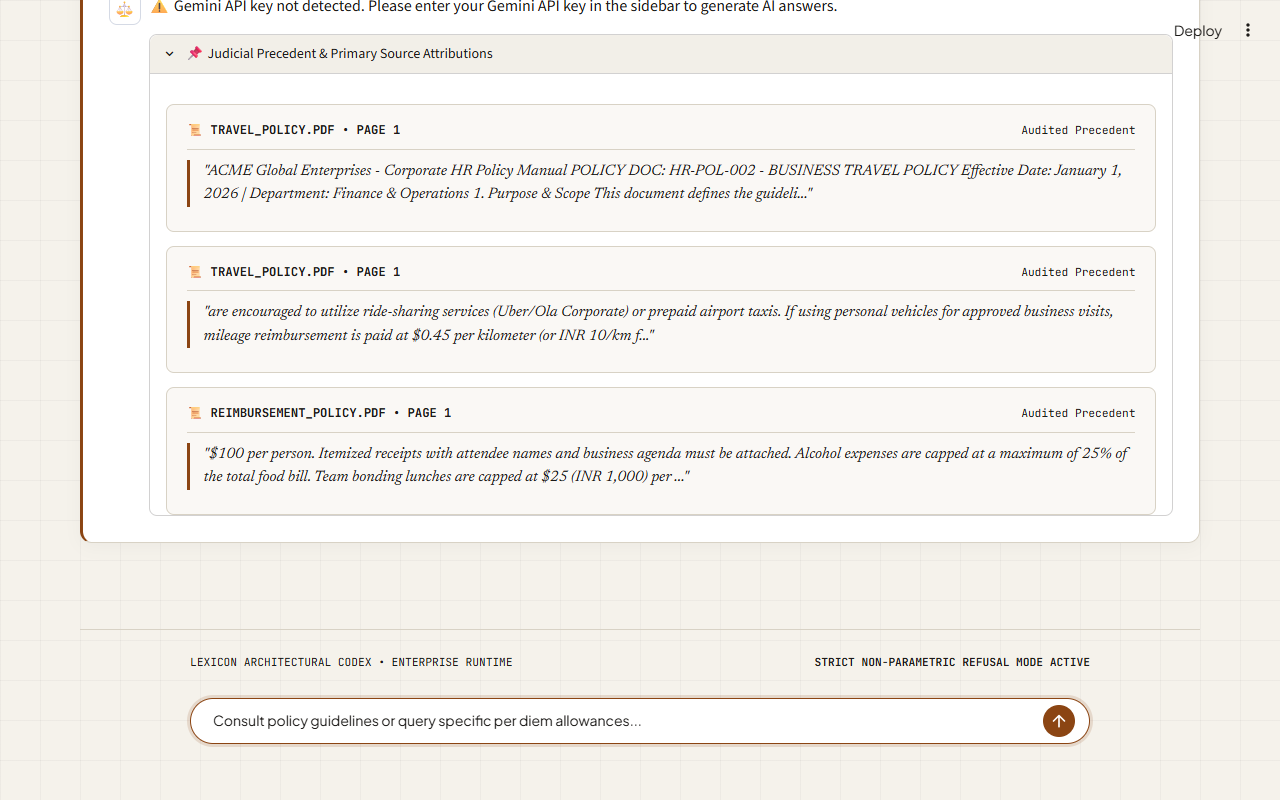 ⚠️ Gemini API key not detected. Please enter your Gemini API key in the sidebar to generate AI answers.
Deploy
📌 Judicial Precedent & Primary Source Attributions
📜 TRAVEL_POLICY.PDF • PAGE 1
Audited Precedent
"ACME Global Enterprises - Corporate HR Policy Manual POLICY DOC: HR-POL-002 - BUSINESS TRAVEL POLICY Effective Date: January 1,
2026 | Department: Finance & Operations 1. Purpose & Scope This document defines the guideli..."
📜 TRAVEL_POLICY.PDF • PAGE 1
Audited Precedent
"are encouraged to utilize ride-sharing services (Uber/Ola Corporate) or prepaid airport taxis. If using personal vehicles for approved business visits,
mileage reimbursement is paid at $0.45 per kilometer (or INR 10/km f..."
📜 REIMBURSEMENT_POLICY.PDF • PAGE 1
Audited Precedent
"$100 per person. Itemized receipts with attendee names and business agenda must be attached. Alcohol expenses are capped at a maximum of 25% of
the total food bill. Team bonding lunches are capped at $25 (INR 1,000) per ..."
LEXICON ARCHITECTURAL CODEX • ENTERPRISE RUNTIME
STRICT NON-PARAMETRIC REFUSAL MODE ACTIVE
Consult policy guidelines or query specific per diem allowances...